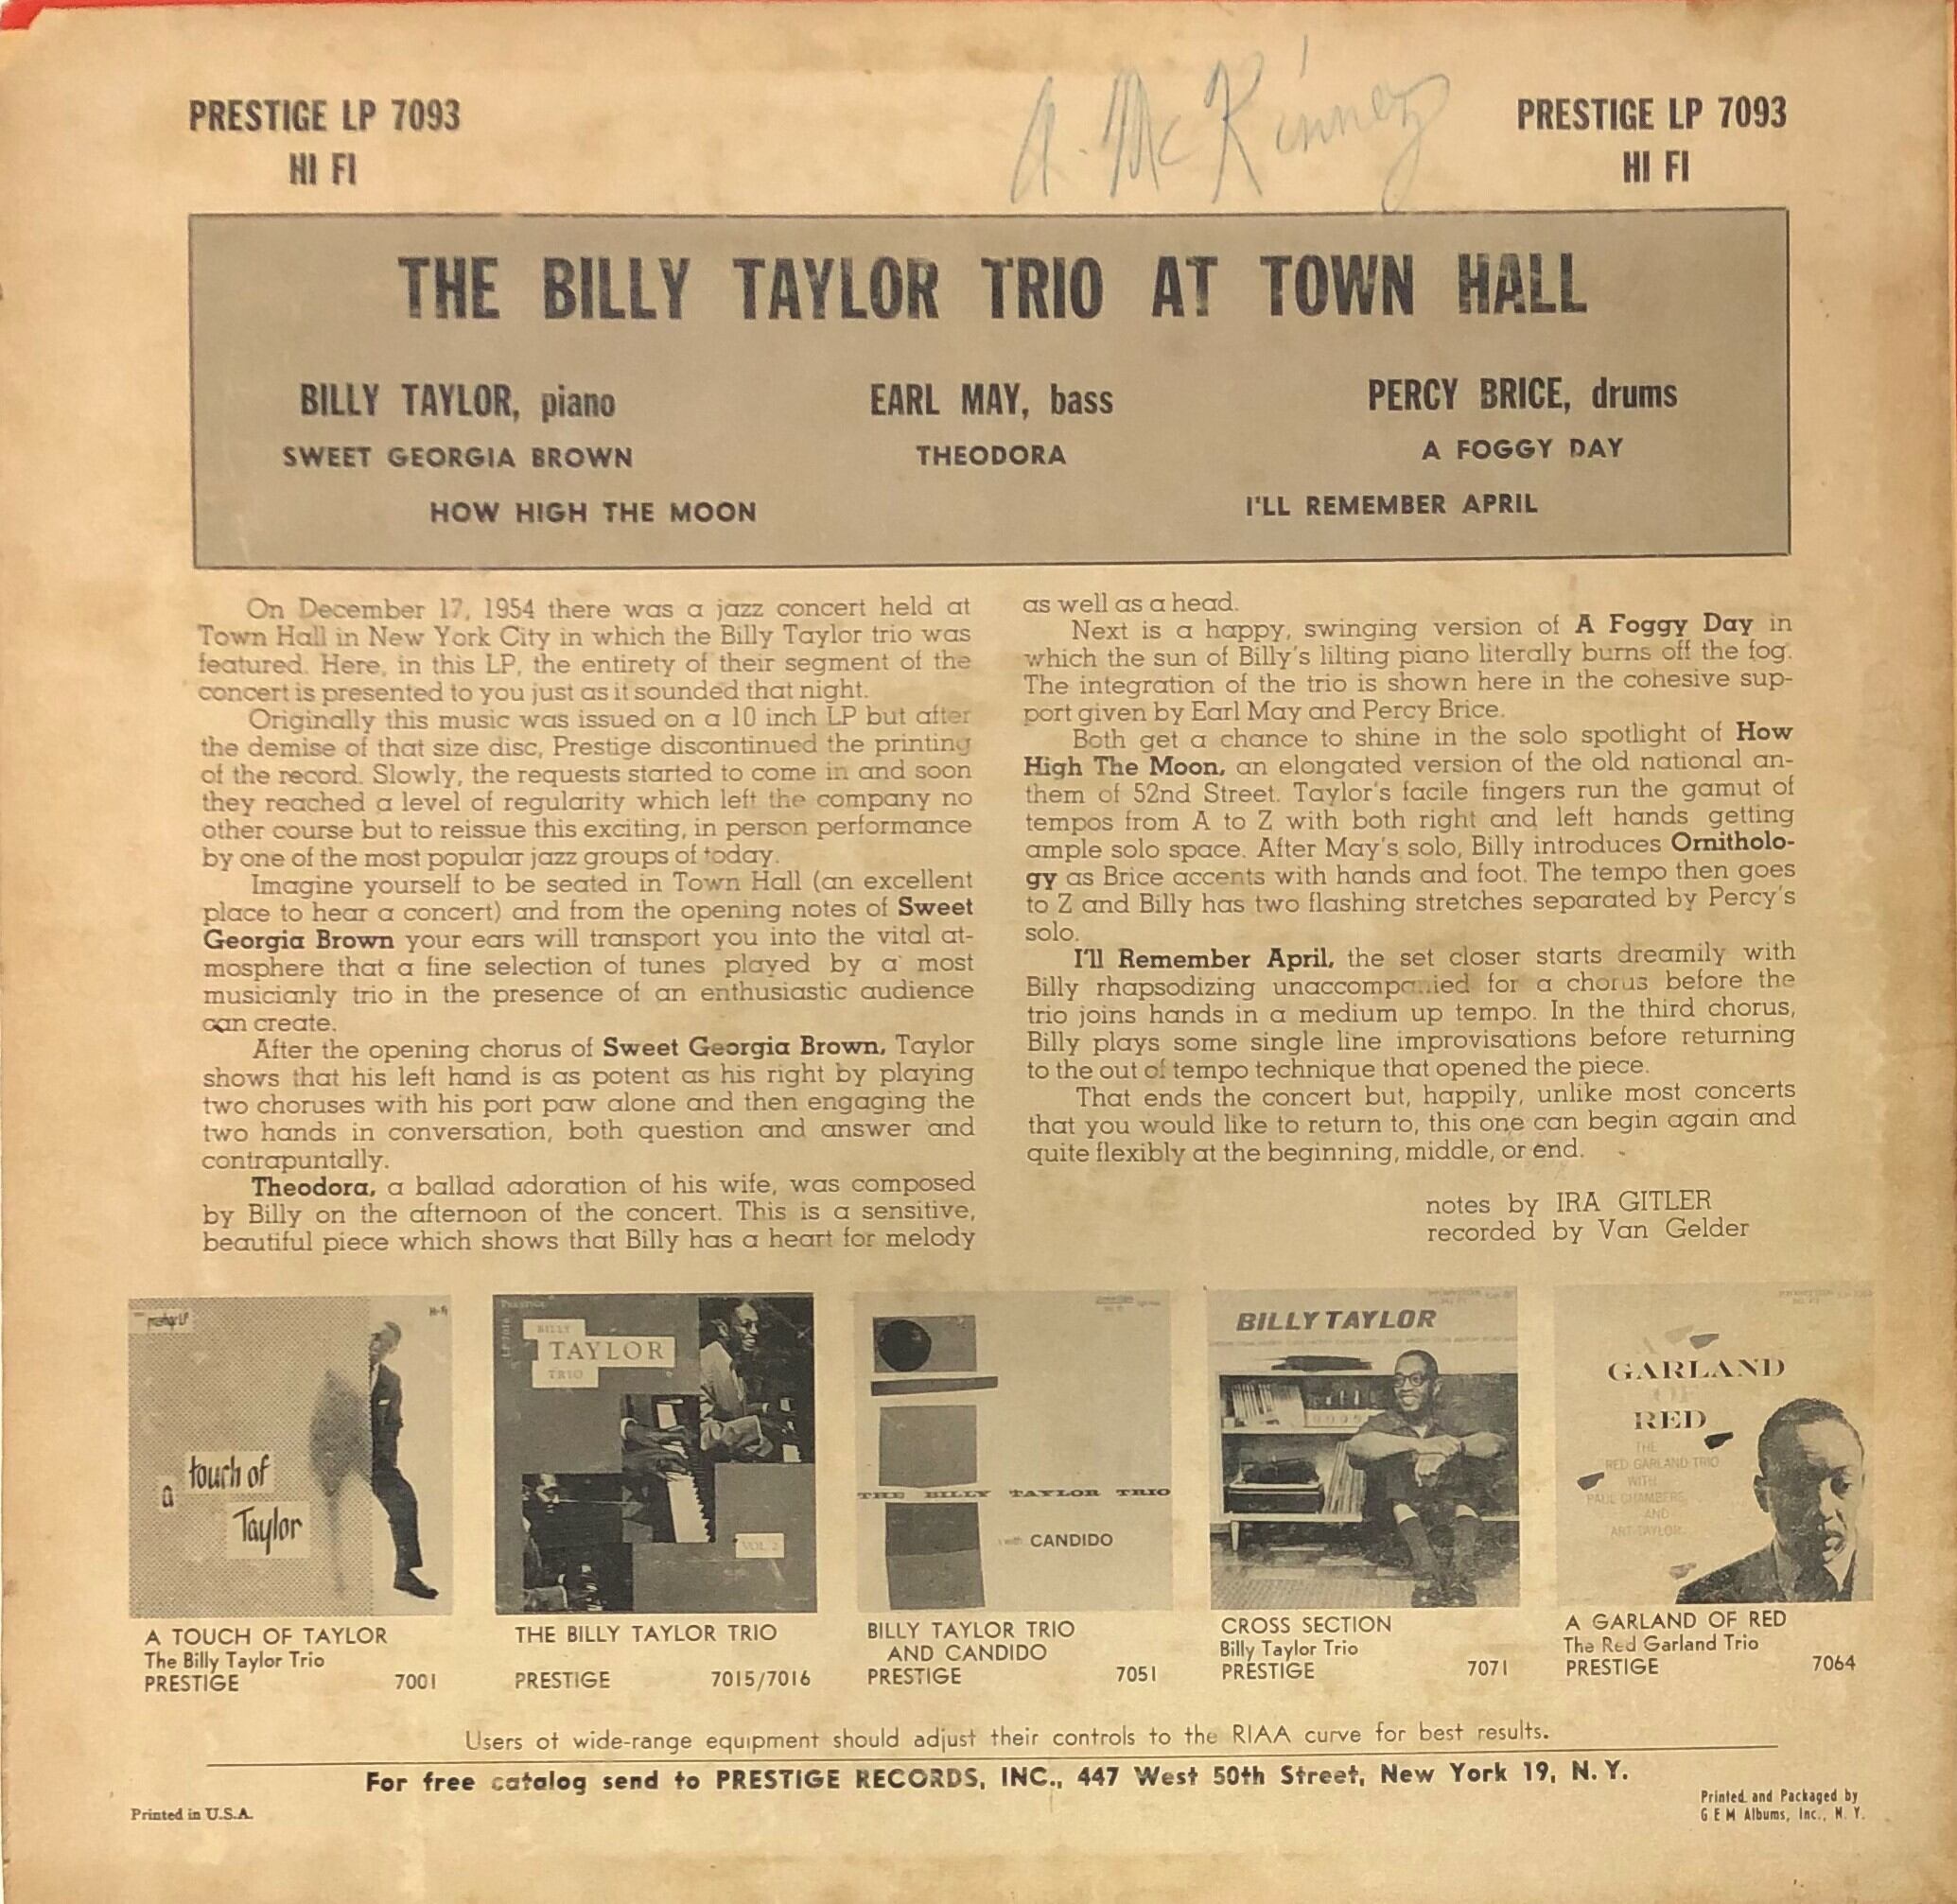 A. McKinney
PRESTIGE LP 7093
HI FI
PRESTIGE LP 7093
HI FI
THE BILLY TAYLOR TRIO AT TOWN HALL
BILLY TAYLOR, piano
EARL MAY, bass
PERCY BRICE, drums
SWEET GEORGIA BROWN
THEODORA
A FOGGY DAY
HOW HIGH THE MOON
I'LL REMEMBER APRIL
On December 17, 1954 there was a jazz concert held at
Town Hall in New York City in which the Billy Taylor trio was
featured. Here, in this LP, the entirety of their segment of the
concert is presented to you just as it sounded that night.
Originally this music was issued on a 10 inch LP but after
the demise of that size disc, Prestige discontinued the printing
of the record. Slowly, the requests started to come in and soon
they reached a level of regularity which left the company no
other course but to reissue this exciting, in person performance
by one of the most popular jazz groups of today.
Imagine yourself to be seated in Town Hall (an excellent
place to hear a concert) and from the opening notes of Sweet
Georgia Brown your ears will transport you into the vital at-
mosphere that a fine selection of tunes played by a most
musicianly trio in the presence of an enthusiastic audience
can create.
After the opening chorus of Sweet Georgia Brown, Taylor
shows that his left hand is as potent as his right by playing
two choruses with his port paw alone and then engaging the
two hands in conversation, both question and answer and
contrapuntally.
Theodora, a ballad adoration of his wife, was composed
by Billy on the afternoon of the concert. This is a sensitive,
beautiful piece which shows that Billy has a heart for melody
as well as a head.
Next is a happy, swinging version of A Foggy Day in
which the sun of Billy's lilting piano literally burns off the fog.
The integration of the trio is shown here in the cohesive sup-
port given by Earl May and Percy Brice.
Both get a chance to shine in the solo spotlight of How
High The Moon, an elongated version of the old national an-
them of 52nd Street. Taylor's facile fingers run the gamut of
tempos from A to Z with both right and left hands getting
ample solo space. After May's solo, Billy introduces Ornitholo-
gy as Brice accents with hands and foot. The tempo then goes
to Z and Billy has two flashing stretches separated by Percy's
solo.
I'll Remember April, the set closer starts dreamily with
Billy rhapsodizing unaccompanied for a chorus before the
trio joins hands in a medium up tempo. In the third chorus,
Billy plays some single line improvisations before returning
to the out of tempo technique that opened the piece.
That ends the concert but, happily, unlike most concerts
that you would like to return to, this one can begin again and
quite flexibly at the beginning, middle, or end.
notes by IRA GITLER
recorded by Van Gelder
prestige LP
Hi-Fi
a touch of
Taylor
PRESTIGE
BILLY
TAYLOR
TRIO
VOL 2
THE BILLY TAYLOR TRIO
with CANDIDO
BILLY TAYLOR
GARLAND
OF
RED
THE
RED GARLAND TRIO
WITH
PAUL CHAMBERS
AND
ART TAYLOR
A TOUCH OF TAYLOR
The Billy Taylor Trio
PRESTIGE 7001
THE BILLY TAYLOR TRIO
PRESTIGE 7015/7016
BILLY TAYLOR TRIO
AND CANDIDO
PRESTIGE 7051
CROSS SECTION
Billy Taylor Trio
PRESTIGE 7071
A GARLAND OF RED
The Red Garland Trio
PRESTIGE 7064
Users of wide-range equipment should adjust their controls to the RIAA curve for best results.
For free catalog send to PRESTIGE RECORDS, INC., 447 West 50th Street, New York 19, N.Y.
Printed in U.S.A.
Printed and Packaged by
G E M Albums, Inc., N. Y.